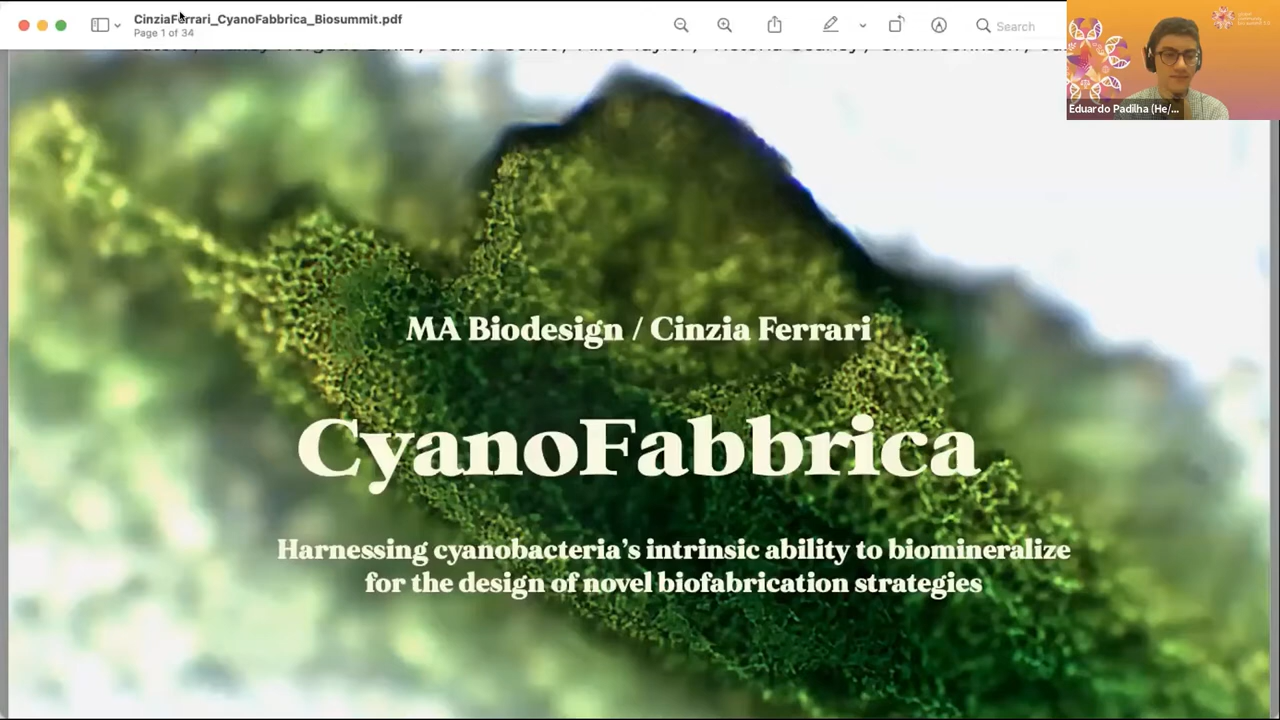 CinziaFerrari_CyanoFabbrica_Biosummit.pdf
Page 1 of 34
Search
Eduardo Padilha (He/...
MA Biodesign / Cinzia Ferrari
CyanoFabbrica
Harnessing cyanobacteria's intrinsic ability to biomineralize
for the design of novel biofabrication strategies